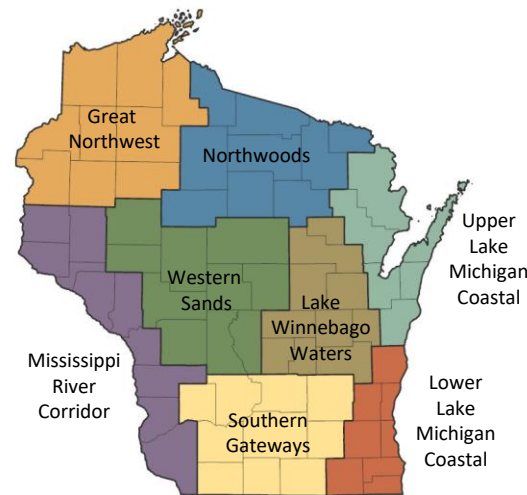 Great
Northwest
Northwoods
Upper
Lake
Michigan
Coastal
Western
Sands
Lake
Winnebago
Waters
Mississippi
River
Corridor
Lower
Lake
Michigan
Coastal
Southern
Gateways